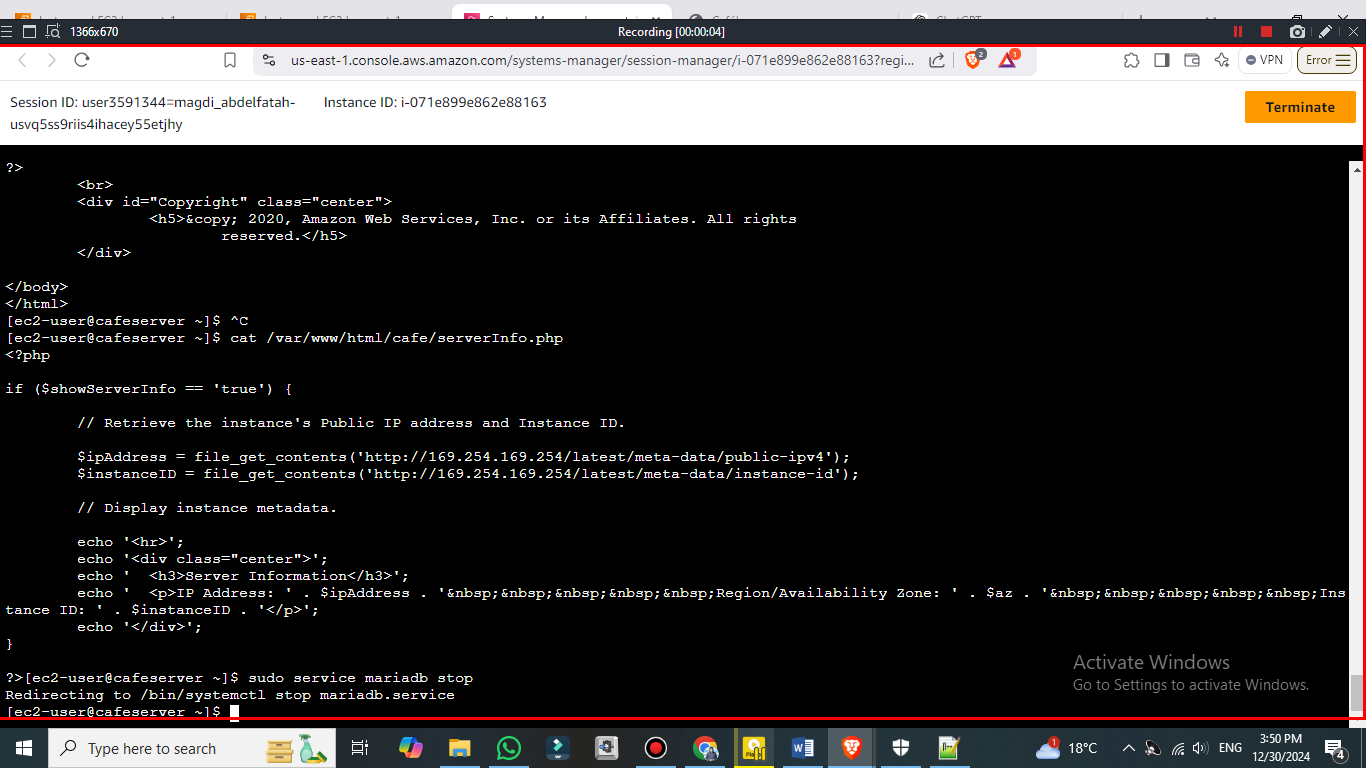 1366x670
Recording [00:00:04]
us-east-1.console.aws.amazon.com/systems-manager/session-manager/i-071e899e862e88163?regi...
2
1
VPN
Error
Session ID: user3591344=magdi_abdelfatah-
usvq5ss9riis4ihacey55etjhy
Instance ID: i-071e899e862e88163
Terminate
?>
<br>
<div id="Copyright" class="center">
<h5>&copy; 2020, Amazon Web Services, Inc. or its Affiliates. All rights
reserved.</h5>
</div>
</body>
</html>
[ec2-user@cafeserver ~]$ ^C
[ec2-user@cafeserver ~]$ cat /var/www/html/cafe/serverInfo.php
<?php
if ($showServerInfo == 'true') {
// Retrieve the instance's Public IP address and Instance ID.
$ipAddress = file_get_contents('http://169.254.169.254/latest/meta-data/public-ipv4');
$instanceID = file_get_contents('http://169.254.169.254/latest/meta-data/instance-id');
// Display instance metadata.
echo '<hr>';
echo '<div class="center">';
echo '  <h3>Server Information</h3>';
echo '  <p>IP Address: ' . $ipAddress . '&nbsp;&nbsp;&nbsp;&nbsp;&nbsp;Region/Availability Zone: ' . $az . '&nbsp;&nbsp;&nbsp;&nbsp;&nbsp;Ins
tance ID: ' . $instanceID . '</p>';
echo '</div>';
}
?>[ec2-user@cafeserver ~]$ sudo service mariadb stop
Redirecting to /bin/systemctl stop mariadb.service
[ec2-user@cafeserver ~]$
Activate Windows
Go to Settings to activate Windows.
Type here to search
1
18°C
ENG
3:50 PM
12/30/2024
4